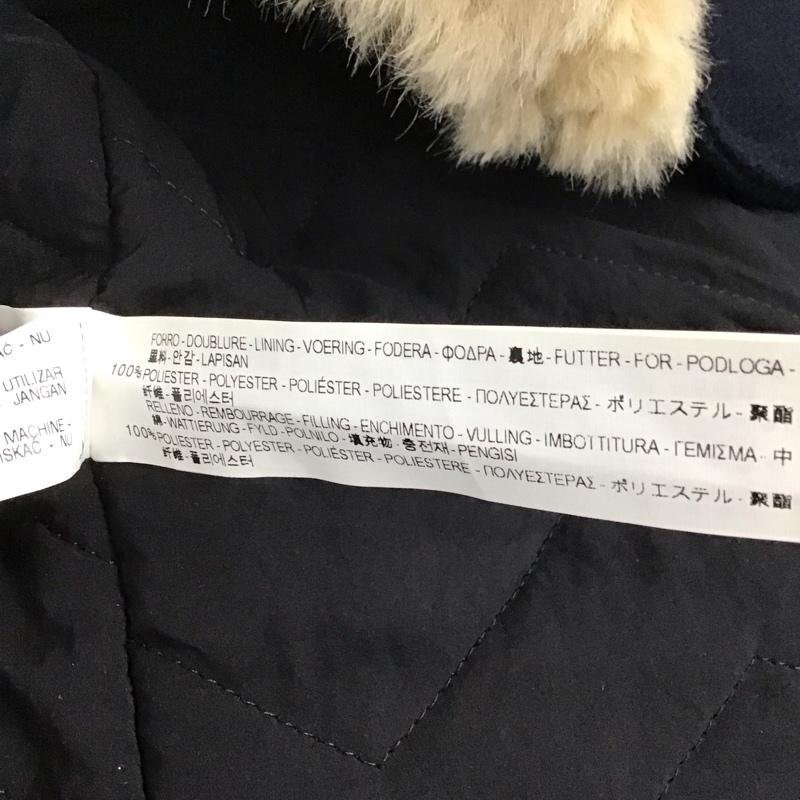 FORRO - DOUBLURE - LINING - VOERING - FODERA - ΦΟΔΡΑ - 裏地 - FUTTER - FOR - PODLOGA -
里料 - 안감 - LAPISAN
100% POLIESTER - POLYESTER - POLIÉSTER - POLIESTERE - ΠΟΛΥΕΣΤΕΡΑΣ - ポリエステル - 聚酯
纤维 - 폴리에스터
RELLENO - REMBOURRAGE - FILLING - ENCHIMENTO - VULLING - IMBOTTITURA - ΓΕΜΙΣΜΑ - 中
綿 - WATTIERUNG - FYLD - POLNILO - 填充物 - 충전재 - PENGISI
100% POLIESTER - POLYESTER - POLIÉSTER - POLIESTERE - ΠΟΛΥΕΣΤΕΡΑΣ - ポリエステル - 聚酯
纤维 - 폴리에스터
- NU
UTILIZAR
- JANGAN
MACHINE -
ISKAČ - NU